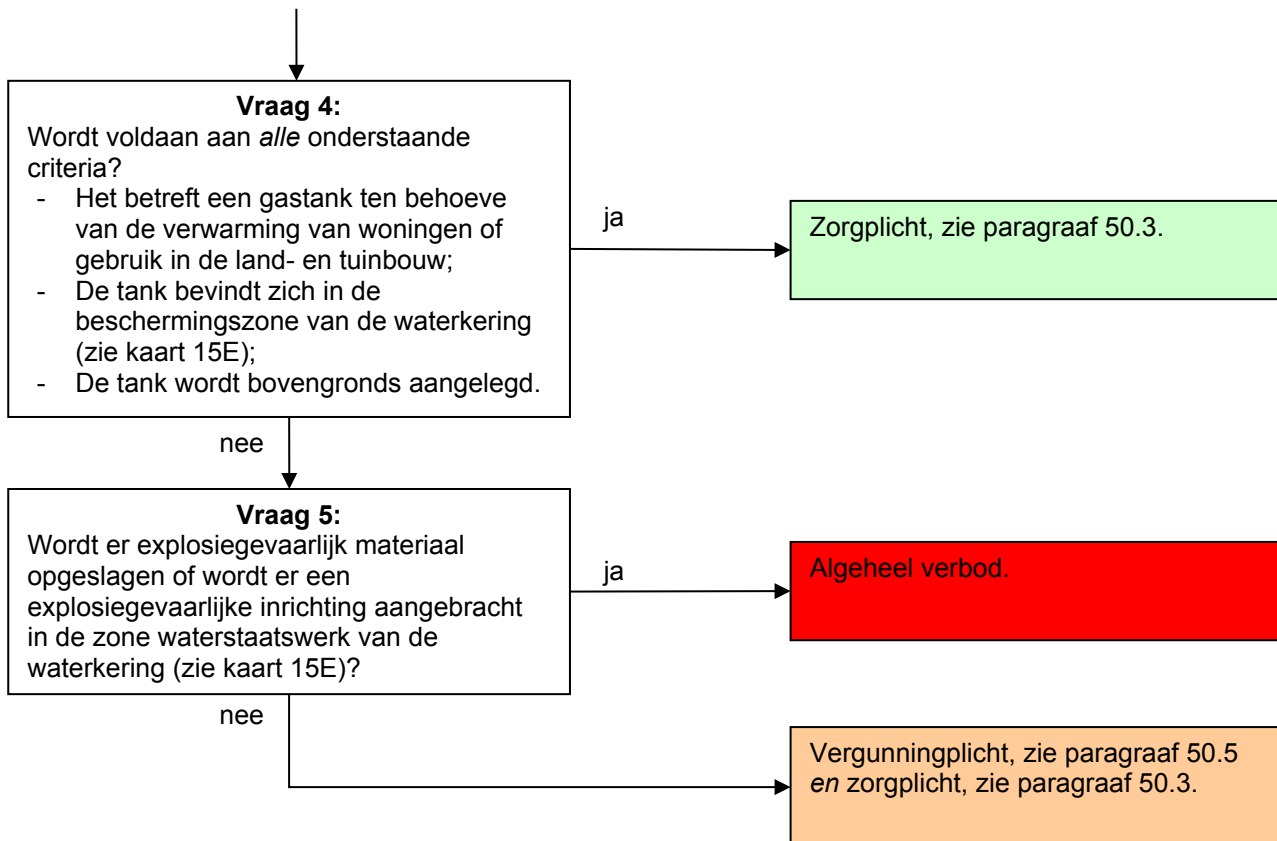 Vraag 4:
Wordt voldaan aan alle onderstaande
criteria?
- Het betreft een gastank ten behoeve
van de verwarming van woningen of
gebruik in de land- en tuinbouw;
- De tank bevindt zich in de
beschermingszone van de waterkering
(zie kaart 15E);
- De tank wordt bovengronds aangelegd.
ja
Zorgplicht, zie paragraaf 50.3.
nee
Vraag 5:
Wordt er explosiegevaarlijk materiaal
opgeslagen of wordt er een
explosiegevaarlijke inrichting aangebracht
in de zone waterstaatswerk van de
waterkering (zie kaart 15E)?
ja
Algeheel verbod.
nee
Vergunningplicht, zie paragraaf 50.5
en zorgplicht, zie paragraaf 50.3.